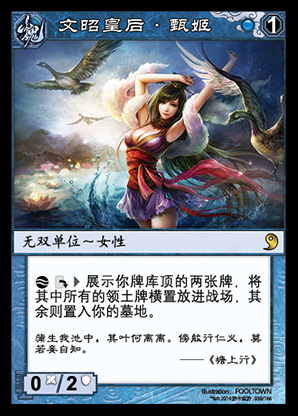 文昭皇后·甄姬
1
无双单位~女性
展示你牌库顶的两张牌，将
其中所有的领土牌横置放进战场，其
余则置入你的墓地。
蒲生我池中，其叶何离离。傍能行仁义，莫
若妾自知。
——《塘上行》
0 / 2
Illustration: FOOLTOWN